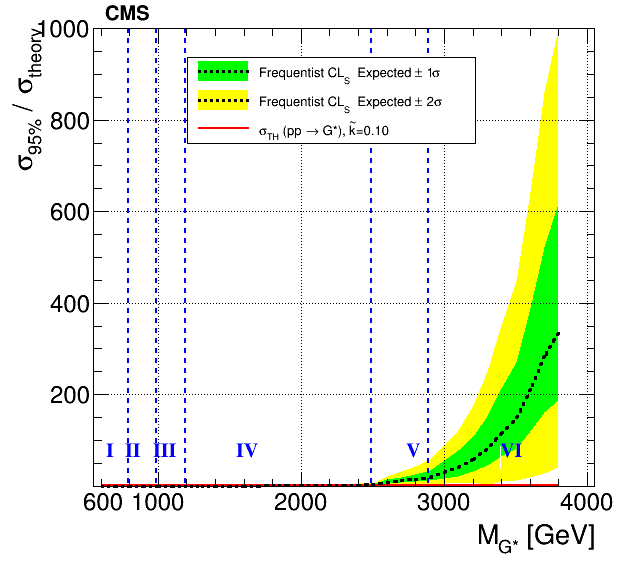 CMS
σ95% / σtheory
1000
800
600
400
200
Frequentist CLS Expected ± 1σ
Frequentist CLS Expected ± 2σ
σTH (pp → G*), k̃=0.10
I II III IV V VI
600 1000 2000 3000 4000
MG* [GeV]